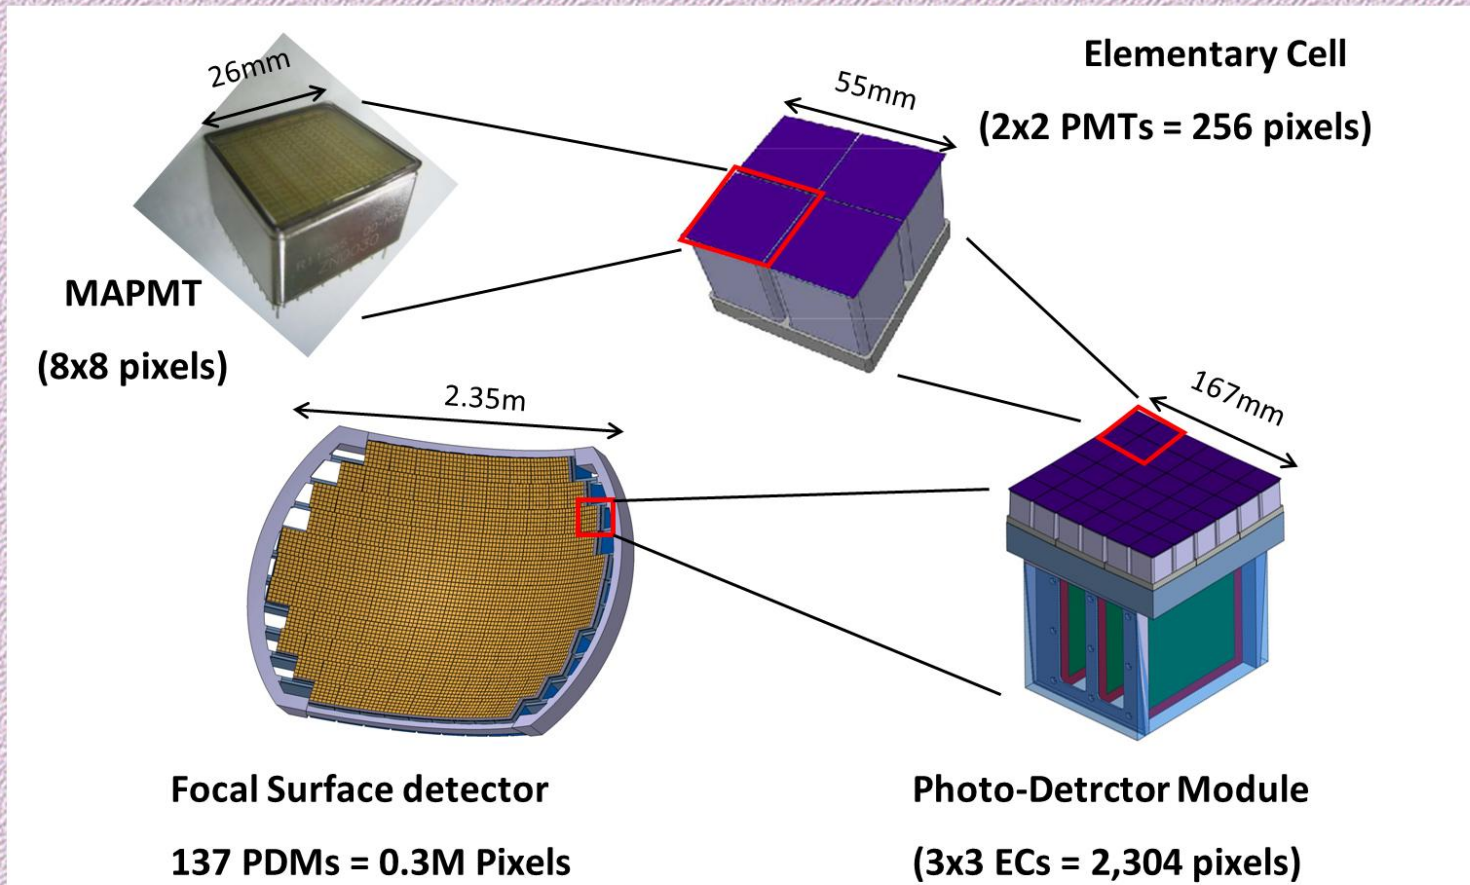 26mm
MAPMT
(8x8 pixels)
55mm
Elementary Cell
(2x2 PMTs = 256 pixels)
2.35m
167mm
Focal Surface detector
137 PDMs = 0.3M Pixels
Photo-Detrctor Module
(3x3 ECs = 2,304 pixels)